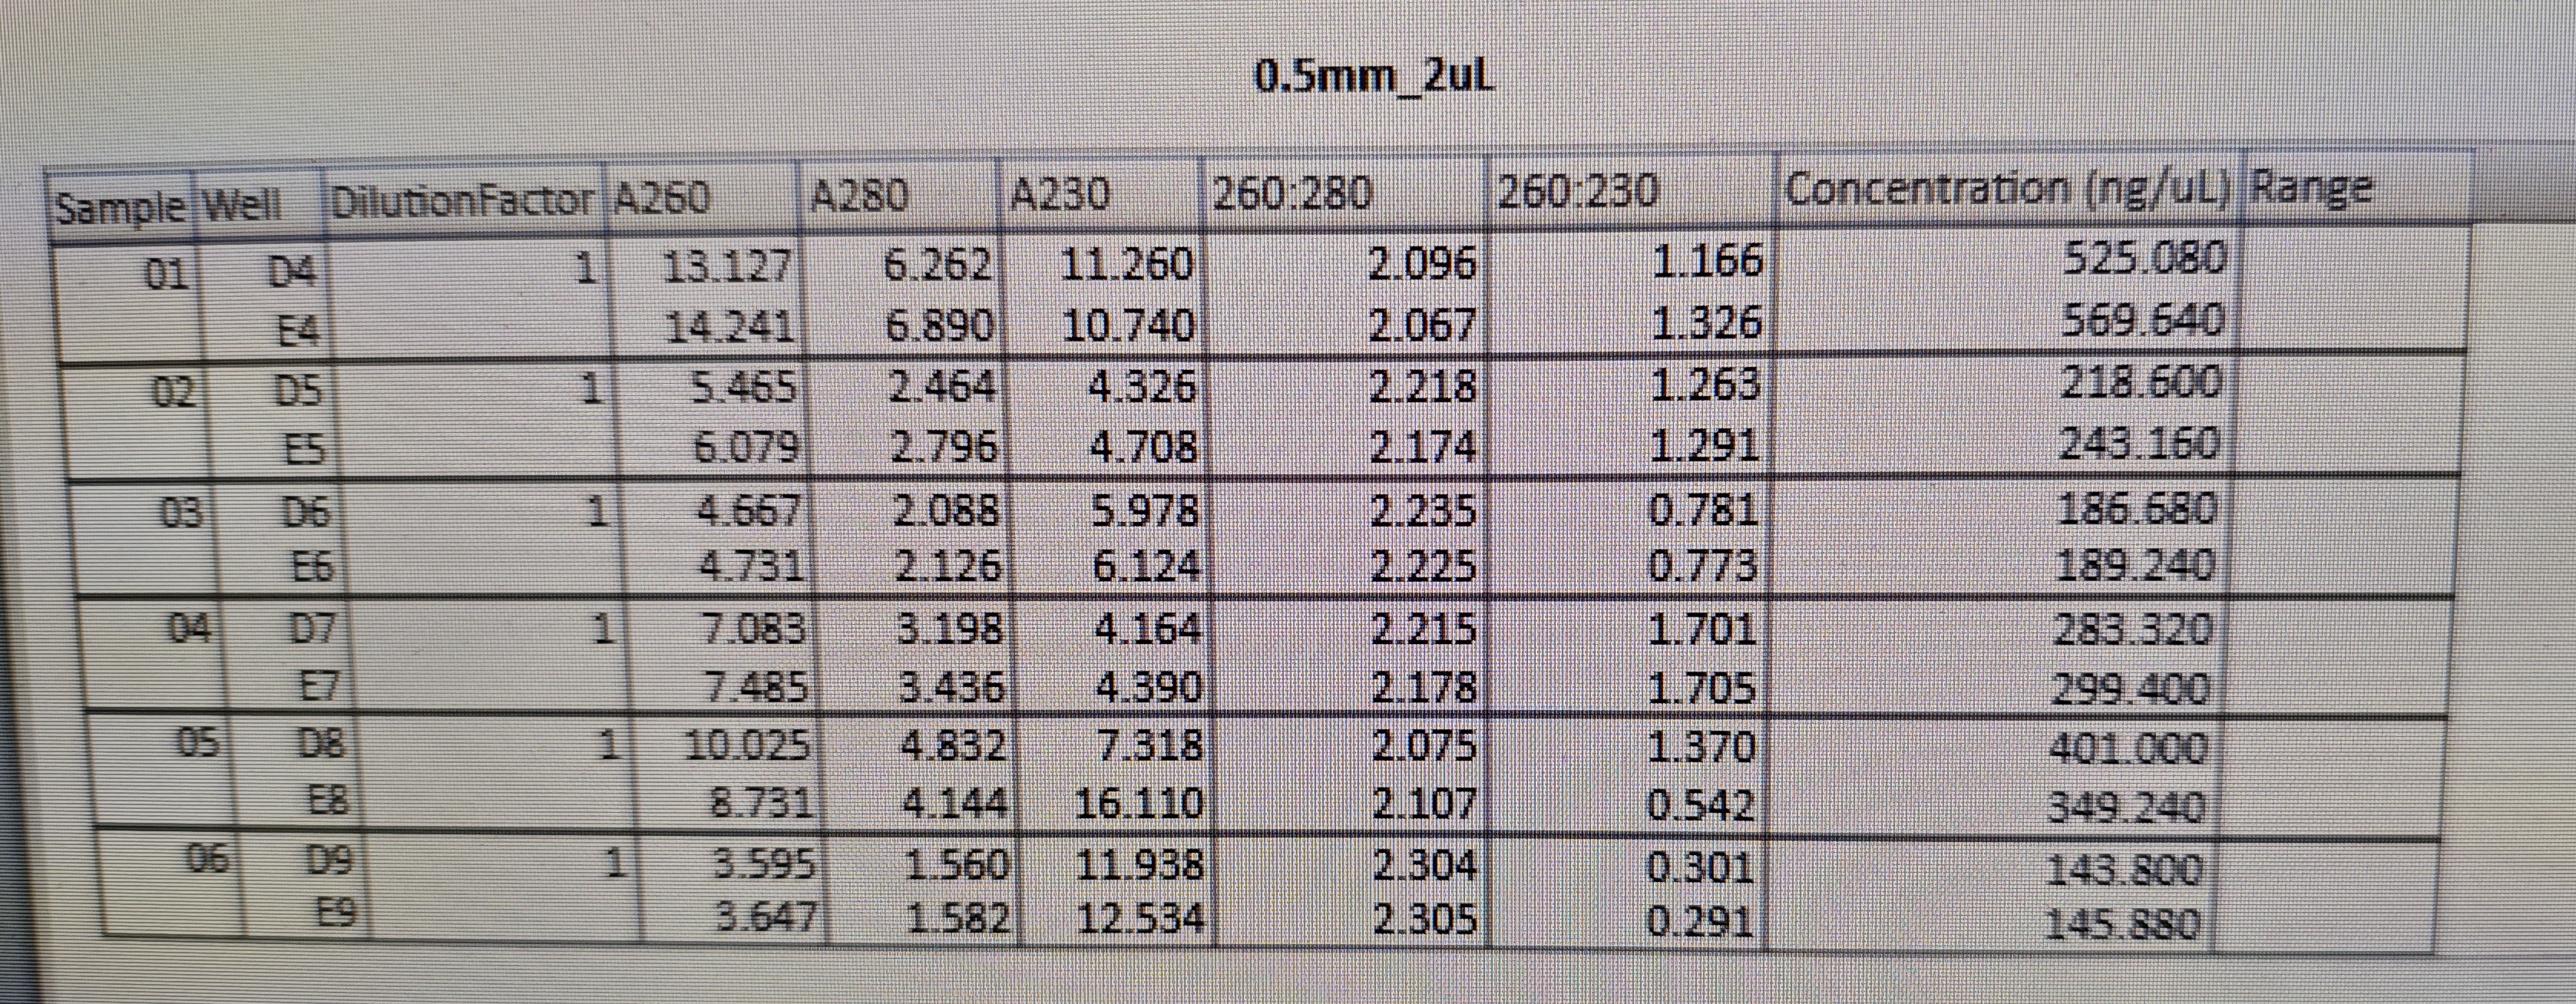 0.5mm_2uL
Sample Well DilutionFactor A260 A280 A230 260:280 260:230 Concentration (ng/uL) Range
01 D4 1 13.127 6.262 11.260 2.096 1.166 525.080
E4 14.241 6.890 10.740 2.067 1.326 569.640
02 D5 1 5.465 2.464 4.326 2.218 1.263 218.600
E5 6.079 2.796 4.708 2.174 1.291 243.160
03 D6 1 4.667 2.088 5.978 2.235 0.781 186.680
E6 4.731 2.126 6.124 2.225 0.773 189.240
04 D7 1 7.083 3.198 4.164 2.215 1.701 283.320
E7 7.485 3.436 4.390 2.178 1.705 299.400
05 D8 1 10.025 4.832 7.318 2.075 1.370 401.000
E8 8.731 4.144 16.110 2.107 0.542 349.240
06 D9 1 3.595 1.560 11.938 2.304 0.301 143.800
E9 3.647 1.582 12.534 2.305 0.291 145.880